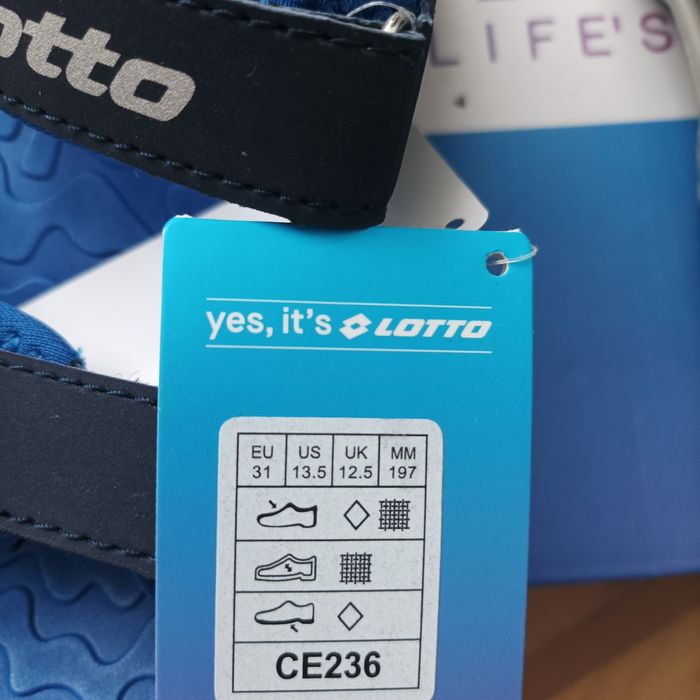 otto
LIFE'S
yes, it's LOTTO
EU US UK MM
31 13.5 12.5 197
CE236